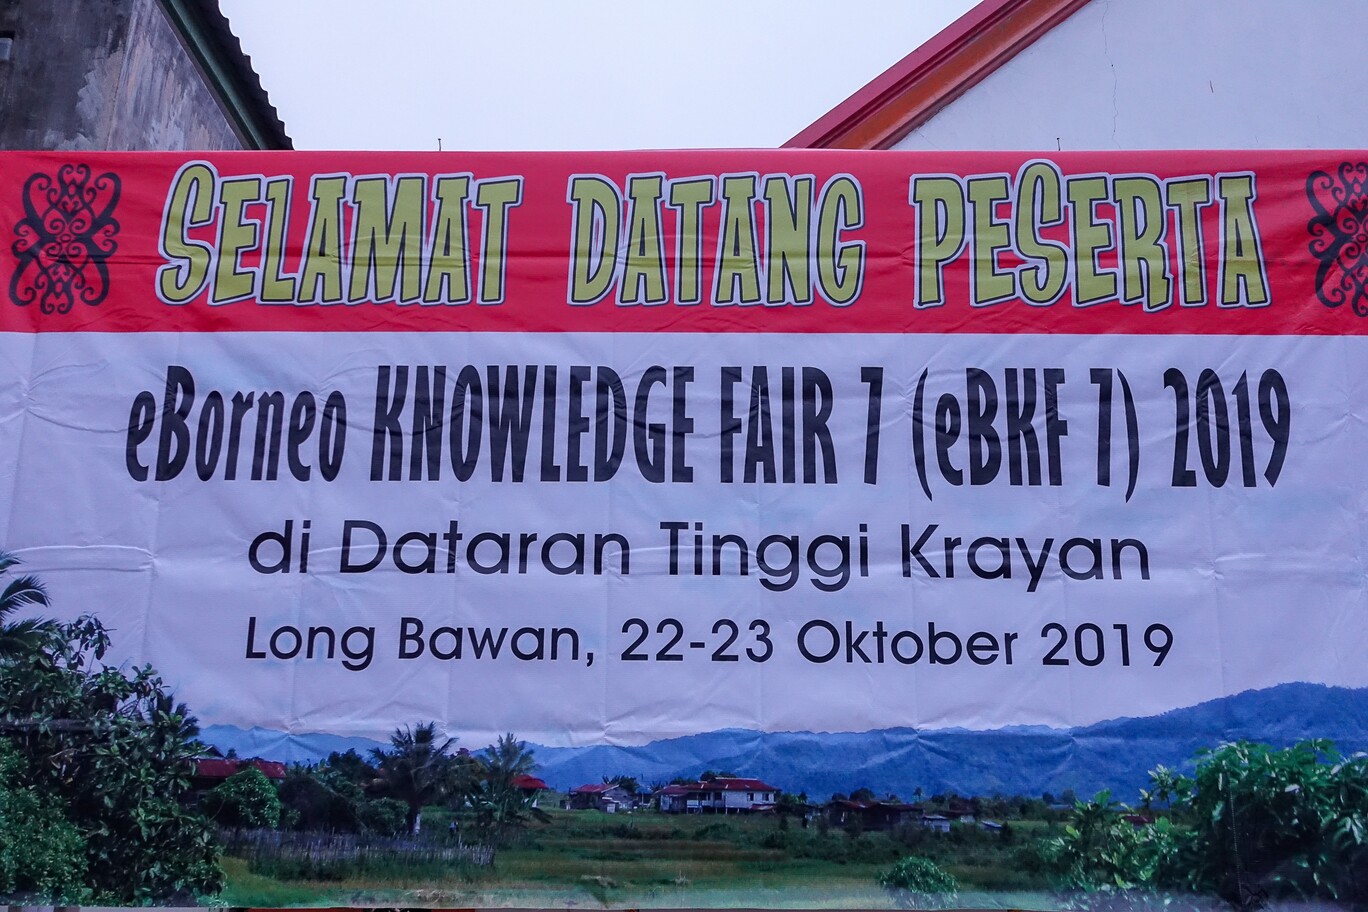 SELAMAT DATANG PESERTA
eBorneo KNOWLEDGE FAIR 7 (eBKF 7) 2019
di Dataran Tinggi Krayan
Long Bawan, 22-23 Oktober 2019